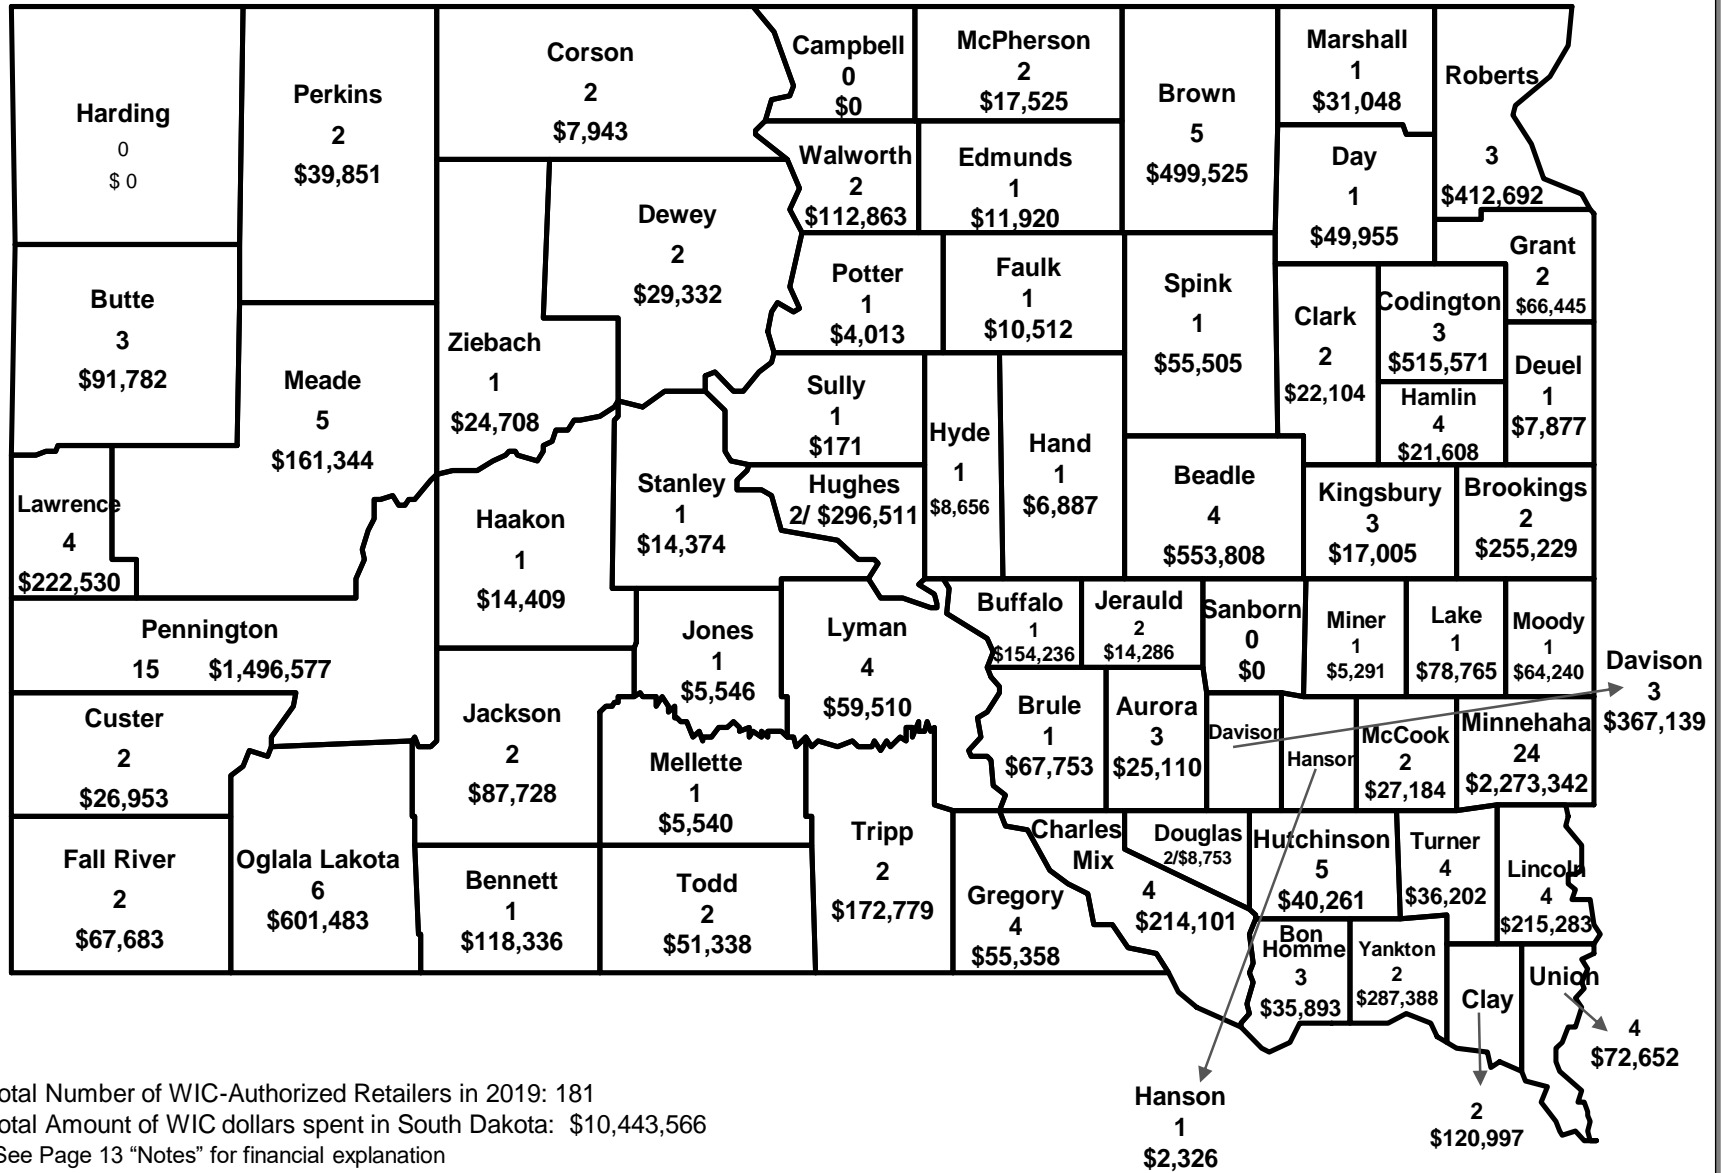 Harding
0
$ 0
Perkins
2
$39,851
Corson
2
$7,943
Campbell
0
$0
McPherson
2
$17,525
Brown
5
$499,525
Marshall
1
$31,048
Roberts
3
$412,692
Walworth
2
$112,863
Edmunds
1
$11,920
Day
1
$49,955
Dewey
2
$29,332
Grant
2
$66,445
Butte
3
$91,782
Potter
1
$4,013
Faulk
1
$10,512
Spink
1
$55,505
Clark
2
$22,104
Codington
3
$515,571
Ziebach
1
$24,708
Meade
5
$161,344
Sully
1
$171
Deuel
1
$7,877
Hamlin
4
$21,608
Hyde
1
$8,656
Hand
1
$6,887
Lawrence
4
$222,530
Haakon
1
$14,409
Stanley
1
$14,374
Hughes
2/ $296,511
Beadle
4
$553,808
Kingsbury
3
$17,005
Brookings
2
$255,229
Pennington
15 $1,496,577
Jones
1
$5,546
Lyman
4
$59,510
Buffalo
1
$154,236
Jerauld
2
$14,286
Sanborn
0
$0
Miner
1
$5,291
Lake
1
$78,765
Moody
1
$64,240
Davison
3
$367,139
Custer
2
$26,953
Jackson
2
$87,728
Mellette
1
$5,540
Brule
1
$67,753
Aurora
3
$25,110
Davison
Hanson
McCook
2
$27,184
Minnehaha
24
$2,273,342
Fall River
2
$67,683
Oglala Lakota
6
$601,483
Bennett
1
$118,336
Todd
2
$51,338
Tripp
2
$172,779
Gregory
4
$55,358
Charles
Mix
4
$214,101
Douglas
2/$8,753
Hutchinson
5
$40,261
Turner
4
$36,202
Lincoln
4
$215,283
Bon
Homme
3
$35,893
Yankton
2
$287,388
Clay
Union
4
$72,652
Hanson
1
$2,326
2
$120,997
otal Number of WIC-Authorized Retailers in 2019: 181
otal Amount of WIC dollars spent in South Dakota: $10,443,566
See Page 13 “Notes” for financial explanation